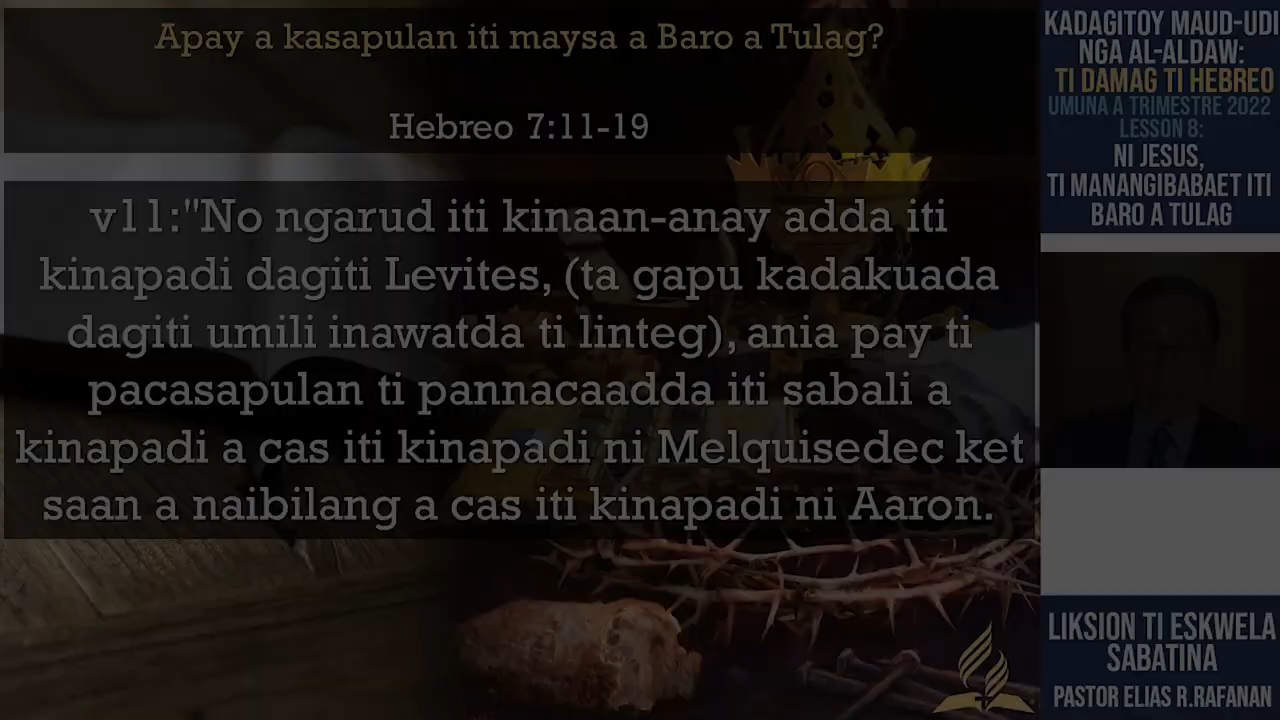 Apay a kasapulan iti maysa a Baro a Tulag?
Hebreo 7:11-19
v11:"No ngarud iti kinaan-anay adda iti
kinapadi dagiti Levites, (ta gapu kadakuada
dagiti umili inawatda ti linteg), ania pay ti
pacasapulan ti pannacaadda iti sabali a
kinapadi a cas iti kinapadi ni Melquisedec ket
saan a naibilang a cas iti kinapadi ni Aaron.
KADAGITOY MAUD-UDI
NGA AL-ALDAW:
TI DAMAG TI HEBREO
UMUNA A TRIMESTRE 2022
LESSON 8:
NI JESUS,
TI MANANGIBABAET ITI
BARO A TULAG
LIKSION TI ESKWELA
SABATINA
PASTOR ELIAS R.RAFANAN